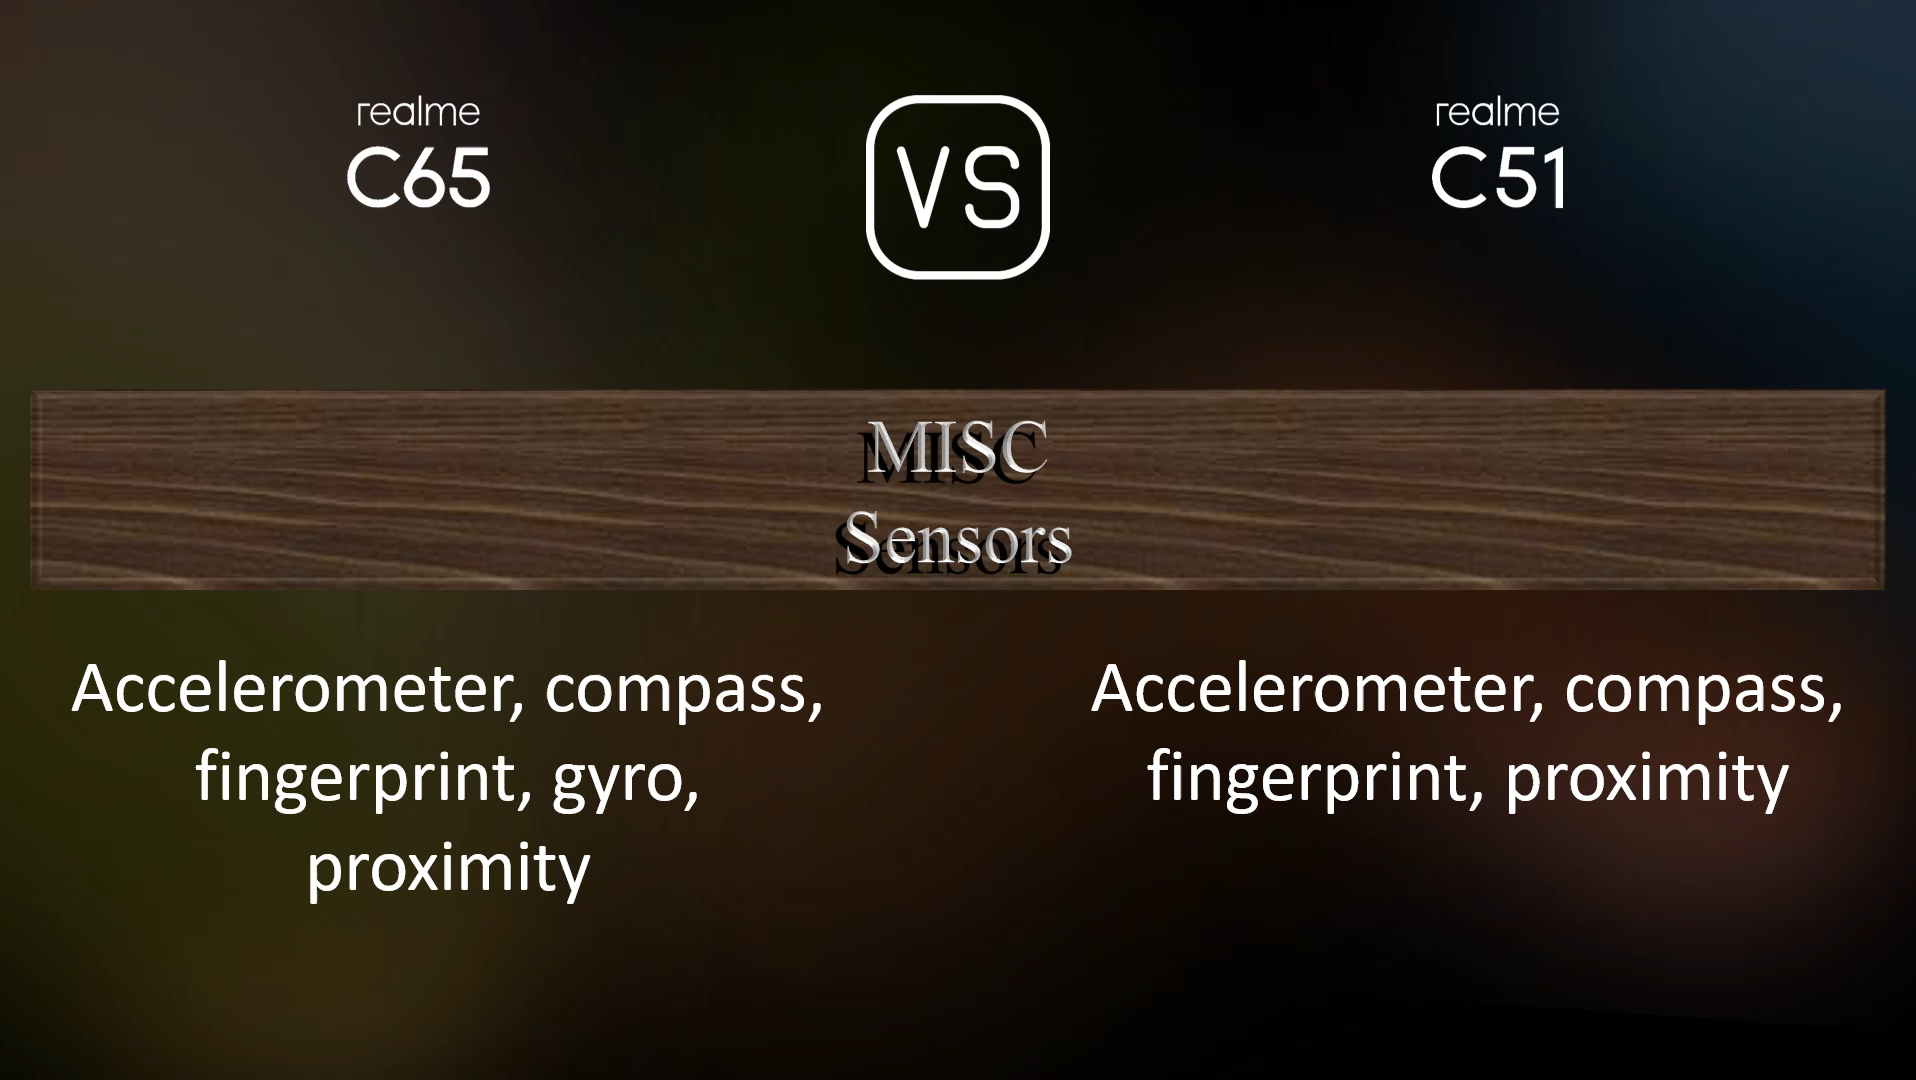 realme
C65
VS
realme
C51
MISC
Sensors
Accelerometer, compass,
fingerprint, gyro,
proximity
Accelerometer, compass,
fingerprint, proximity